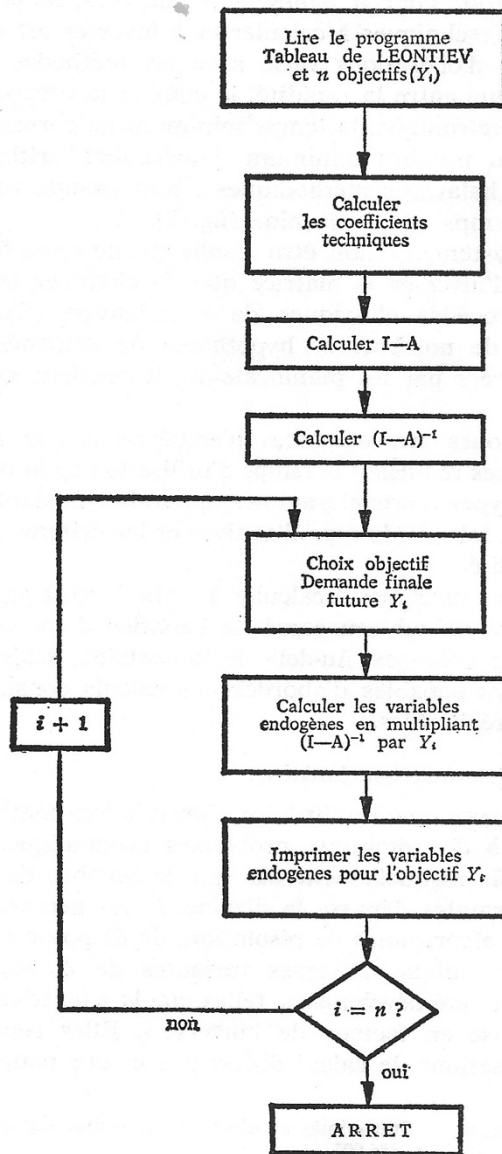 Lire le programme
Tableau de LEONTIEV
et n objectifs (Yi)
Calculer
les coefficients
techniques
Calculer I—A
Calculer (I—A)⁻¹
Choix objectif
Demande finale
future Yi
i + 1
Calculer les variables
endogènes en multipliant
(I—A)⁻¹ par Yi
Imprimer les variables
endogènes pour l'objectif Yi
i = n ?
non
oui
ARRET